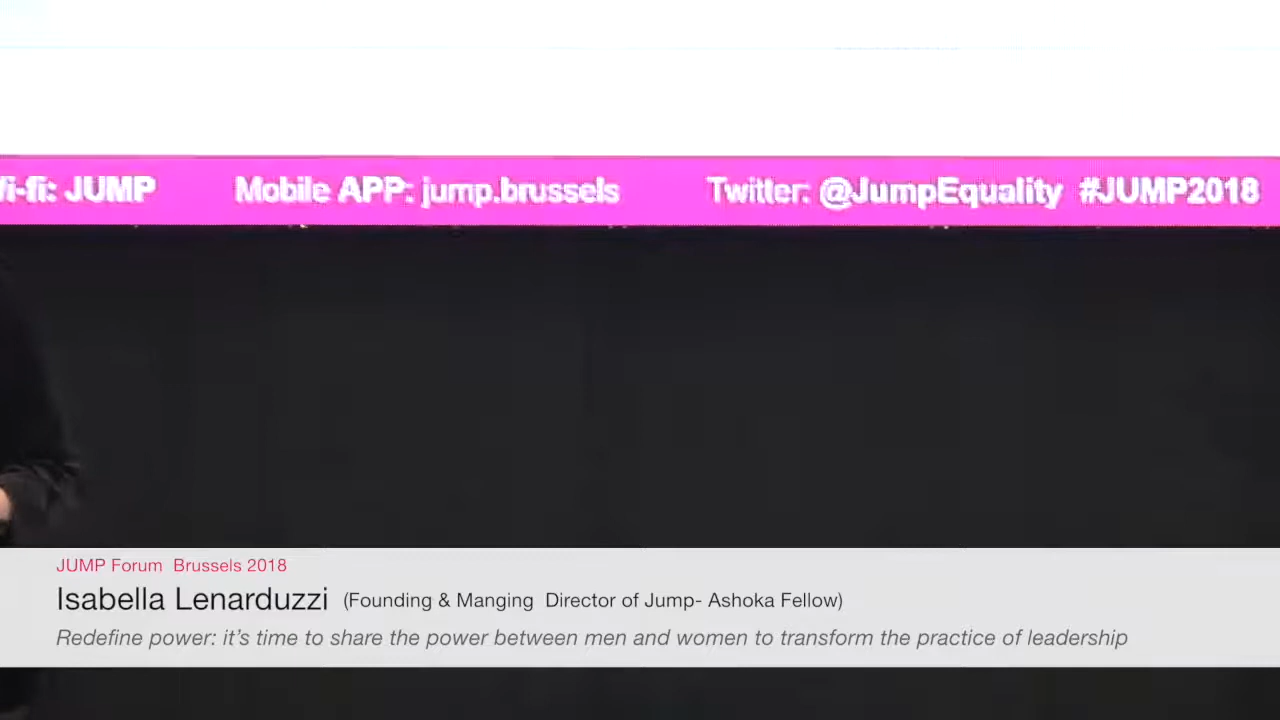 i-fi: JUMP Mobile APP: jump.brussels Twitter: @JumpEquality #JUMP2018
JUMP Forum Brussels 2018
Isabella Lenarduzzi (Founding & Manging Director of Jump- Ashoka Fellow)
Redefine power: it's time to share the power between men and women to transform the practice of leadership